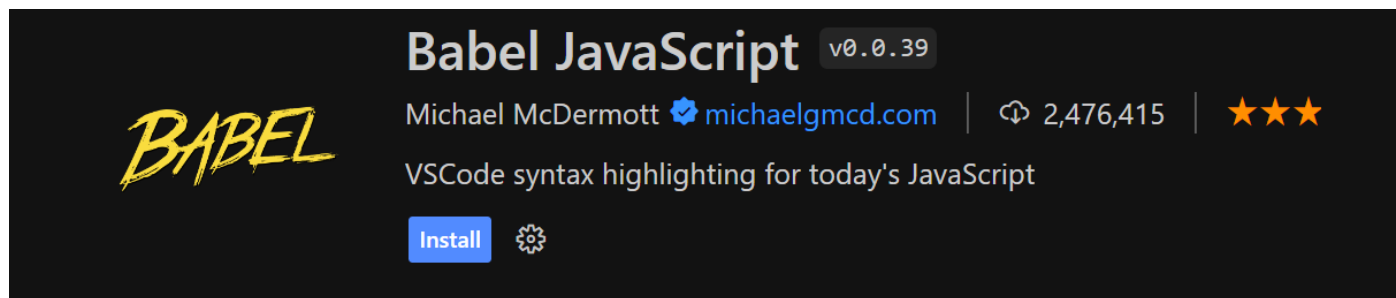 BABEL
Babel JavaScript v0.0.39
Michael McDermott michaelgmcd.com 2,476,415
VSCode syntax highlighting for today's JavaScript
Install